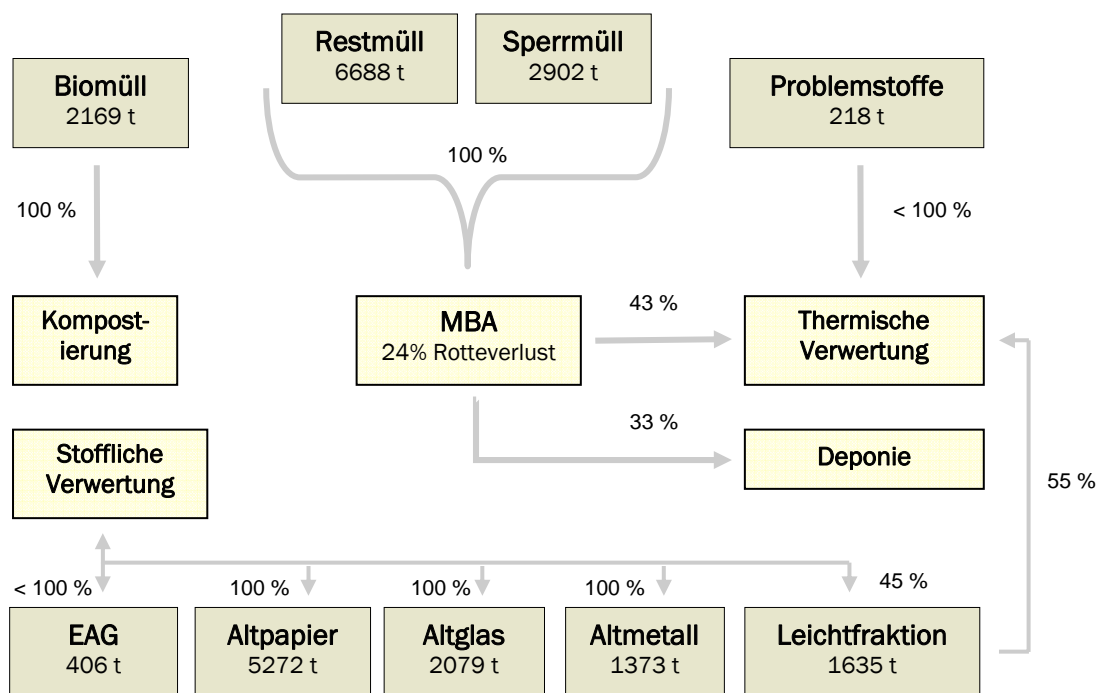 Restmüll
6688 t
Sperrmüll
2902 t
Biomüll
2169 t
Problemstoffe
218 t
100 %
100 %
< 100 %
Kompost-
ierung
MBA
24% Rotteverlust
43 %
Thermische
Verwertung
33 %
Stoffliche
Verwertung
Deponie
55 %
< 100 %
100 %
100 %
100 %
45 %
EAG
406 t
Altpapier
5272 t
Altglas
2079 t
Altmetall
1373 t
Leichtfraktion
1635 t